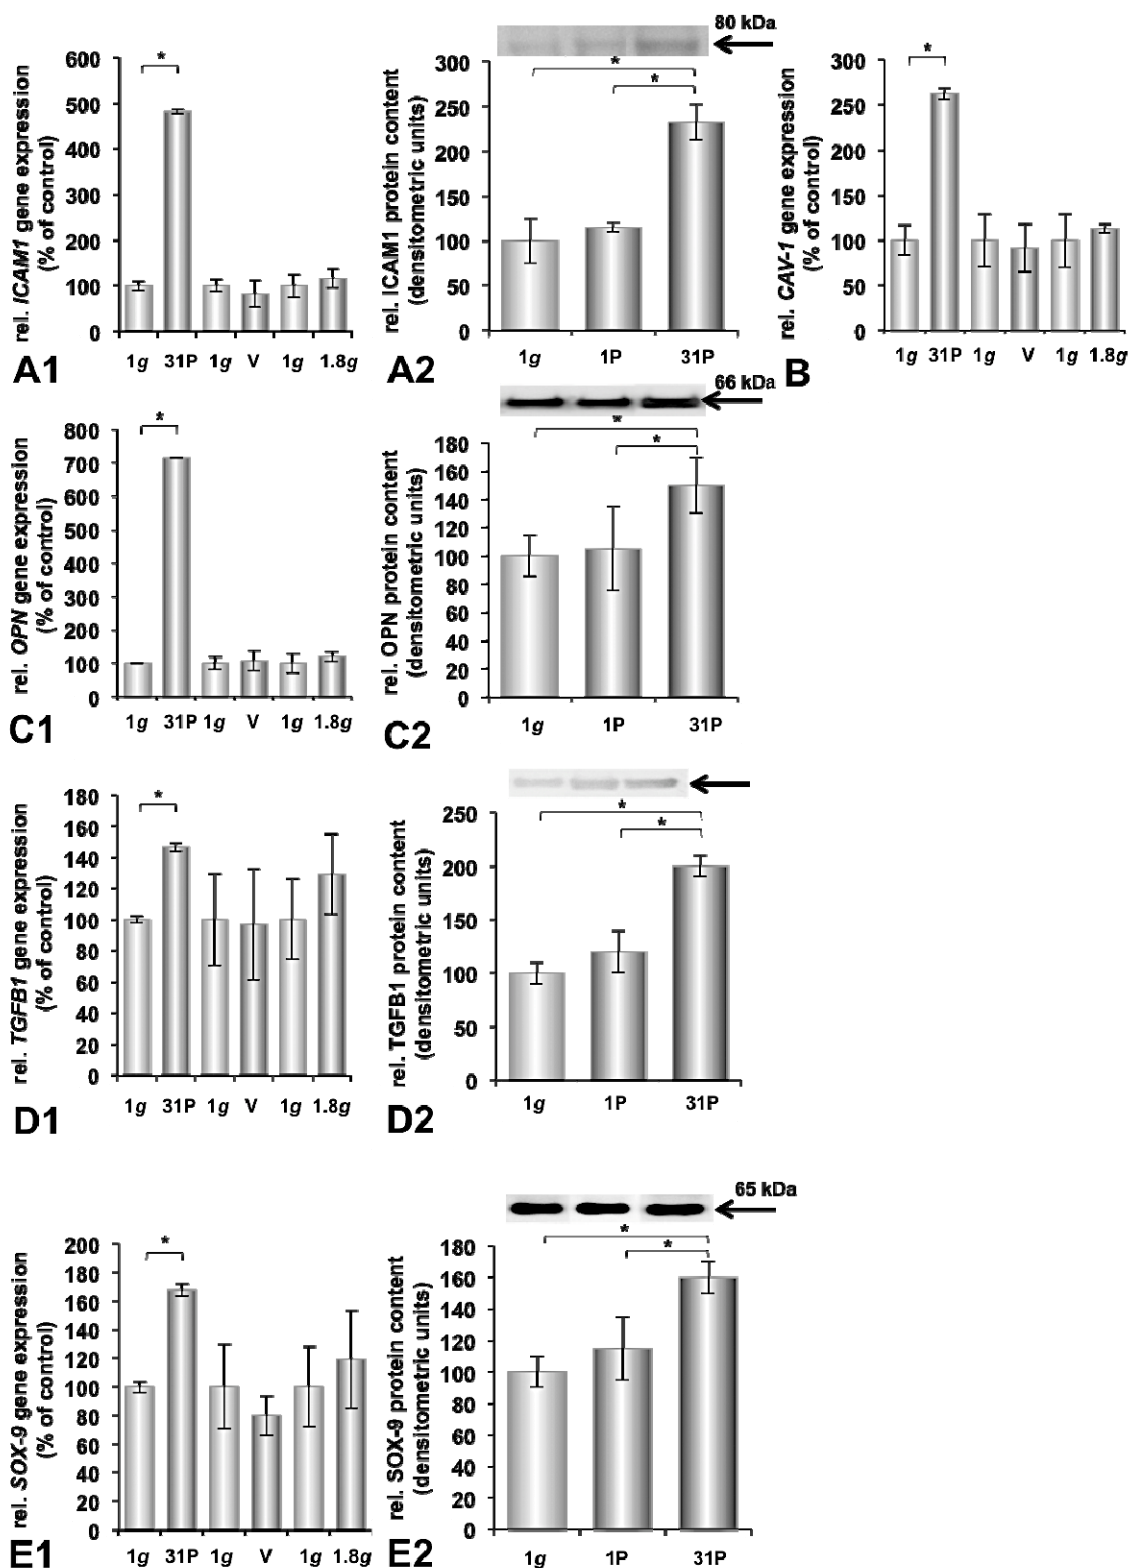 rel. ICAM1 gene expression
(% of control)
600
500
400
300
200
100
0
*
1g 31P 1g V 1g 1.8g
A1
80 kDa
rel. ICAM1 protein content
(densitometric units)
300
250
200
150
100
50
0
*
*
1g 1P 31P
A2
rel. CAV-1 gene expression
(% of control)
300
250
200
150
100
50
0
*
1g 31P 1g V 1g 1.8g
B
rel. OPN gene expression
(% of control)
800
700
600
500
400
300
200
100
0
*
1g 31P 1g V 1g 1.8g
C1
66 kDa
rel. OPN protein content
(densitometric units)
180
160
140
120
100
80
60
40
20
0
*
*
1g 1P 31P
C2
rel. TGFB1 gene expression
(% of control)
180
160
140
120
100
80
60
40
20
0
*
1g 31P 1g V 1g 1.8g
D1
rel. TGFB1 protein content
(densitometric units)
250
200
150
100
50
0
*
*
1g 1P 31P
D2
rel. SOX-9 gene expression
(% of control)
200
180
160
140
120
100
80
60
40
20
0
*
1g 31P 1g V 1g 1.8g
E1
65 kDa
rel. SOX-9 protein content
(densitometric units)
180
160
140
120
100
80
60
40
20
0
*
*
1g 1P 31P
E2